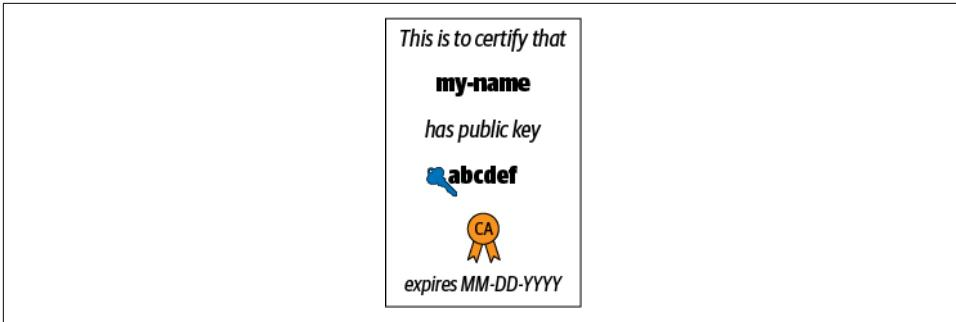 This is to certify that
my-name
has public key
abcdef
CA
expires MM-DD-YYYY